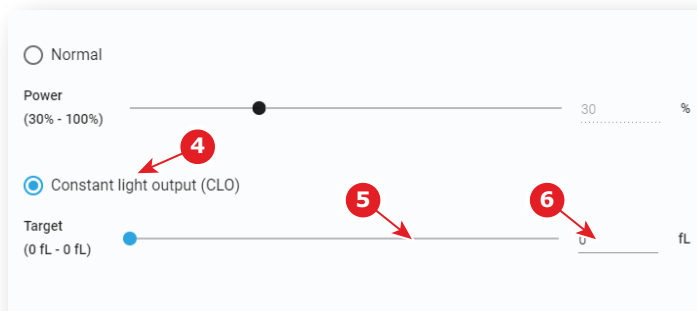 Normal
Power
(30% - 100%)
30
%
4
Constant light output (CLO)
5
6
Target
(0 fL - 0 fL)
0
fL